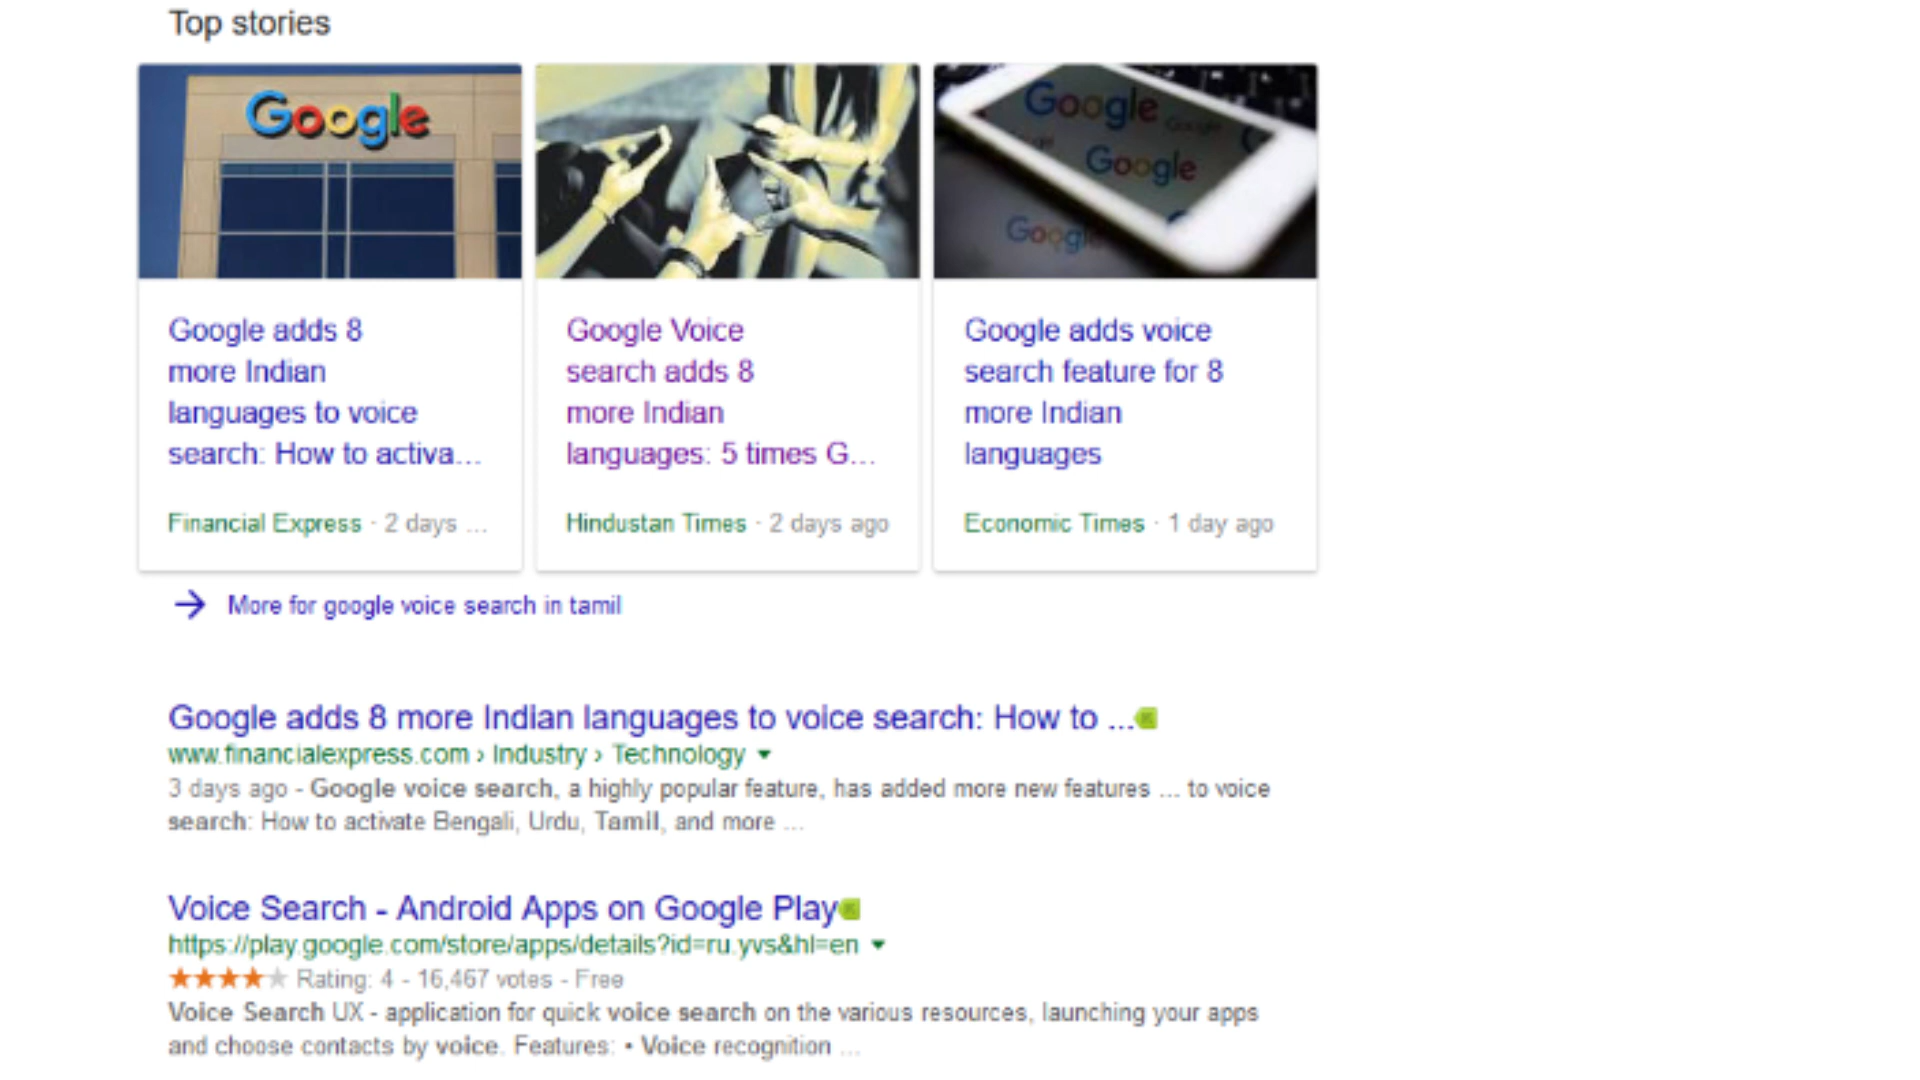 Top stories
Google
Google
Google
Google
Google
Google adds 8
more Indian
languages to voice
search: How to activa...
Financial Express · 2 days ...
Google Voice
search adds 8
more Indian
languages: 5 times G...
Hindustan Times · 2 days ago
Google adds voice
search feature for 8
more Indian
languages
Economic Times · 1 day ago
More for google voice search in tamil
Google adds 8 more Indian languages to voice search: How to ...
www.financialexpress.com › Industry › Technology
3 days ago - Google voice search, a highly popular feature, has added more new features ... to voice
search: How to activate Bengali, Urdu, Tamil, and more ...
Voice Search - Android Apps on Google Play
https://play.google.com/store/apps/details?id=ru.yvs&hl=en
Rating: 4 - 16,467 votes - Free
Voice Search UX - application for quick voice search on the various resources, launching your apps
and choose contacts by voice. Features: • Voice recognition ...